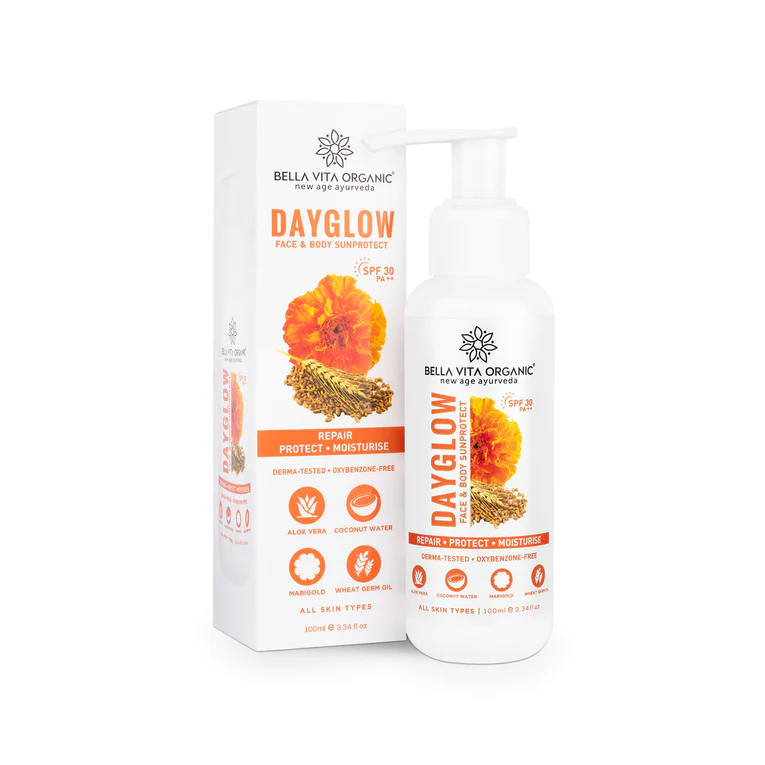 BELLA VITA ORGANIC®
new age ayurveda
DAYGLOW
FACE & BODY SUNPROTECT
SPF 30
PA++
REPAIR
PROTECT • MOISTURISE
DERMA-TESTED • OXYBENZONE-FREE
ALOE VERA
COCONUT WATER
MARIGOLD
WHEAT GERM OIL
ALL SKIN TYPES
100ml ℮ 3.34 fl oz
BELLA VITA ORGANIC
DAYGLOW
BELLA VITA ORGANIC®
new age ayurveda
DAYGLOW
FACE & BODY SUNPROTECT
SPF 30
PA++
REPAIR • PROTECT • MOISTURISE
DERMA-TESTED • OXYBENZONE-FREE
ALOE VERA
COCONUT WATER
MARIGOLD
WHEAT GERM OIL
ALL SKIN TYPES | 100ml ℮ 3.34 fl oz